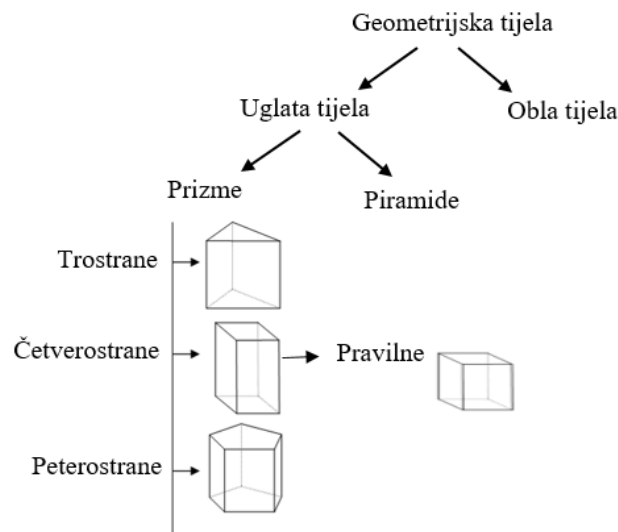 Geometrijska tijela
Uglata tijela
Obla tijela
Prizme
Piramide
Trostrane
Četverostrane
Pravilne
Peterostrane